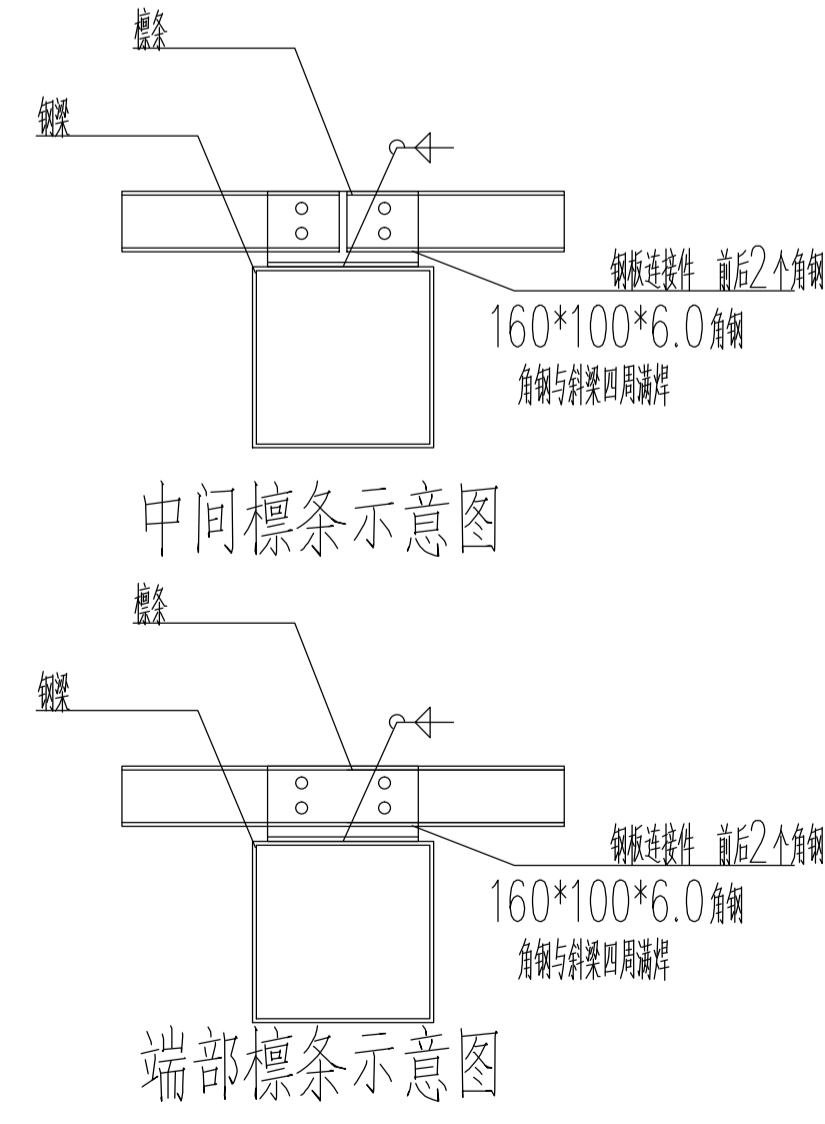 檩条
钢梁
钢板连接件 前后2个角钢
160*100*6.0角钢
角钢与斜梁四周满焊
中间檩条示意图
檩条
钢梁
钢板连接件 前后2个角钢
160*100*6.0角钢
角钢与斜梁四周满焊
端部檩条示意图